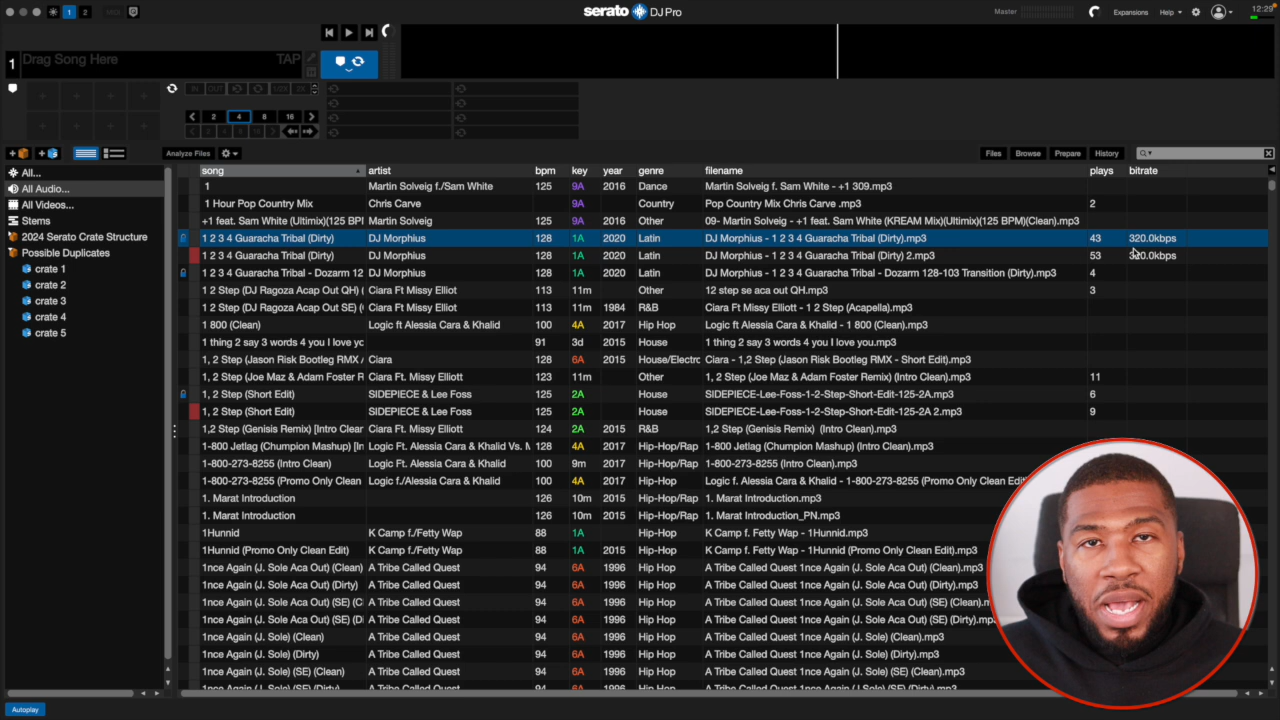 1 2 MIDI serato DJ Pro Master Expansions Help 12:29
1 Drag Song Here TAP
IN OUT 1/2X 2X
2 4 8 16
Analyze Files Files Browse Prepare History
song artist bpm key year genre filename plays bitrate
All...
All Audio...
All Videos...
Stems
2024 Serato Crate Structure
Possible Duplicates
crate 1
crate 2
crate 3
crate 4
crate 5
1 Martin Solveig f./Sam White 125 9A 2016 Dance Martin Solveig f. Sam White - +1 309.mp3
1 Hour Pop Country Mix Chris Carve 9A Country Pop Country Mix Chris Carve .mp3 2
+1 feat. Sam White (Ultimix)(125 BPM) Martin Solveig 125 9A 2016 Other 09- Martin Solveig - +1 feat. Sam White (KREAM Mix)(Ultimix)(125 BPM)(Clean).mp3
1 2 3 4 Guaracha Tribal (Dirty) DJ Morphius 128 1A 2020 Latin DJ Morphius - 1 2 3 4 Guaracha Tribal (Dirty).mp3 43 320.0kbps
1 2 3 4 Guaracha Tribal (Dirty) DJ Morphius 128 1A 2020 Latin DJ Morphius - 1 2 3 4 Guaracha Tribal (Dirty) 2.mp3 53 320.0kbps
1 2 3 4 Guaracha Tribal - Dozarm 12 DJ Morphius 128 1A 2020 Latin DJ Morphius - 1 2 3 4 Guaracha Tribal - Dozarm 128-103 Transition (Dirty).mp3 4
1 2 Step (DJ Ragoza Acap Out QH) ( Ciara Ft Missy Elliot 113 11m Other 12 step se aca out QH.mp3 3
1 2 Step (DJ Ragoza Acap Out SE) (C Ciara Ft Missy Elliot 113 11m 1984 R&B Ciara Ft Missy Elliott - 1 2 Step (Acapella).mp3
1 800 (Clean) Logic ft Alessia Cara & Khalid 100 4A 2017 Hip Hop Logic ft Alessia Cara & Khalid - 1 800 (Clean).mp3
1 thing 2 say 3 words 4 you I love yo 91 3d 2015 House 1 thing 2 say 3 words 4 you I love you.mp3
1, 2 Step (Jason Risk Bootleg RMX / Ciara 128 6A 2015 House/Electro Ciara - 1,2 Step (Jason Risk Bootleg RMX - Short Edit).mp3
1, 2 Step (Joe Maz & Adam Foster R Ciara Ft. Missy Elliott 123 11m Other 1, 2 Step (Joe Maz & Adam Foster Remix) (Intro Clean).mp3 11
1, 2 Step (Short Edit) SIDEPIECE & Lee Foss 125 2A House SIDEPIECE-Lee-Foss-1-2-Step-Short-Edit-125-2A.mp3 6
1, 2 Step (Short Edit) SIDEPIECE & Lee Foss 125 2A House SIDEPIECE-Lee-Foss-1-2-Step-Short-Edit-125-2A 2.mp3 9
1,2 Step (Genisis Remix) [Intro Clear Ciara Ft. Missy Elliott 124 2A 2015 R&B 1,2 Step (Genisis Remix) (Intro Clean).mp3
1-800 Jetlag (Chumpion Mashup) [In Logic Ft. Alessia Cara & Khalid Vs. M 128 4A 2017 Hip-Hop/Rap 1-800 Jetlag (Chumpion Mashup) (Intro Clean).mp3
1-800-273-8255 (Intro Clean) Logic Ft. Alessia Cara & Khalid 100 9m 2017 Hip-Hop/Rap 1-800-273-8255 (Intro Clean).mp3
1-800-273-8255 (Promo Only Clean Logic f./Alessia Cara & Khalid 100 4A 2017 Hip-Hop Logic f. Alessia Cara & Khalid - 1-800-273-8255 (Promo Only Clean
1. Marat Introduction 126 10m 2015 Hip-Hop/Rap 1. Marat Introduction.mp3
1. Marat Introduction 126 10m 2015 Hip-Hop/Rap 1. Marat Introduction_PN.mp3
1Hunnid K Camp f./Fetty Wap 88 1A Hip-Hop K Camp f. Fetty Wap - 1Hunnid.mp3
1Hunnid (Promo Only Clean Edit) K Camp f./Fetty Wap 88 1A 2015 Hip-Hop K Camp f. Fetty Wap - 1Hunnid (Promo Only Clean Edit).mp3
1nce Again (J. Sole Aca Out) (Clean) A Tribe Called Quest 94 6A 1996 Hip Hop A Tribe Called Quest 1nce Again (J. Sole Aca Out) (Clean).mp3
1nce Again (J. Sole Aca Out) (Dirty) A Tribe Called Quest 94 6A 1996 Hip Hop A Tribe Called Quest 1nce Again (J. Sole Aca Out) (Dirty).mp3
1nce Again (J. Sole Aca Out) (SE) (C A Tribe Called Quest 94 6A 1996 Hip Hop A Tribe Called Quest 1nce Again (J. Sole Aca Out) (SE) (Clean).m
1nce Again (J. Sole Aca Out) (SE) (D A Tribe Called Quest 94 6A 1996 Hip Hop A Tribe Called Quest 1nce Again (J. Sole Aca Out) (SE) (Dirty).m
1nce Again (J. Sole) (Clean) A Tribe Called Quest 94 6A 1996 Hip Hop A Tribe Called Quest 1nce Again (J. Sole) (Clean).mp3
1nce Again (J. Sole) (Dirty) A Tribe Called Quest 94 6A 1996 Hip Hop A Tribe Called Quest 1nce Again (J. Sole) (Dirty).mp3
1nce Again (J. Sole) (SE) (Clean) A Tribe Called Quest 94 6A 1996 Hip Hop A Tribe Called Quest 1nce Again (J. Sole) (SE) (Clean).mp3
1nce Again (J. Sole) (SE) (Dirty) A Tribe Called Quest 94 6A 1996 Hip Hop A Tribe Called Quest 1nce Again (J. Sole) (SE) (Dirty).mp3
Autoplay